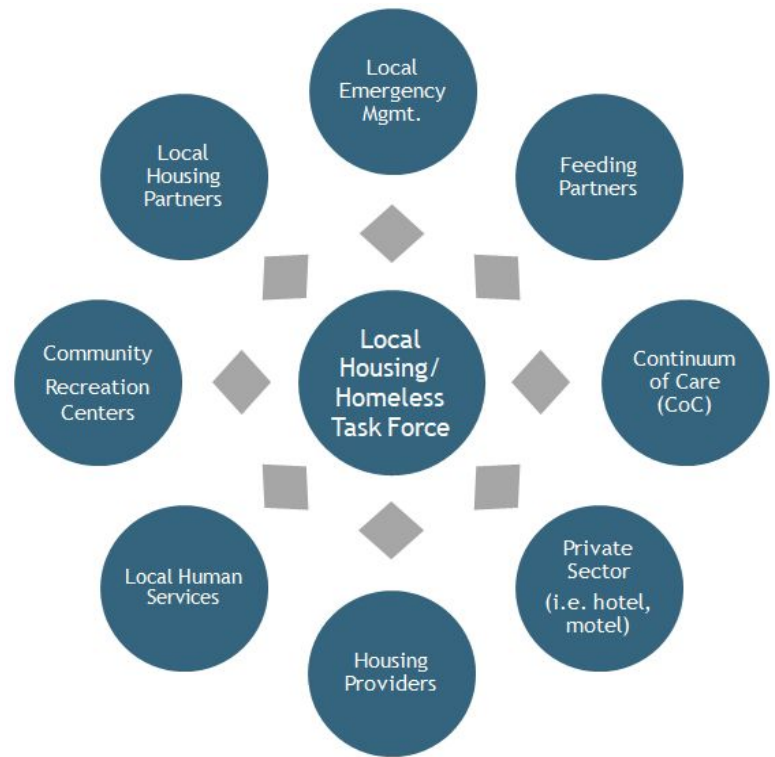 Local
Emergency
Mgmt.
Local
Housing
Partners
Feeding
Partners
Community
Recreation
Centers
Local
Housing/
Homeless
Task Force
Continuum
of Care
(CoC)
Local Human
Services
Private
Sector
(i.e. hotel,
motel)
Housing
Providers